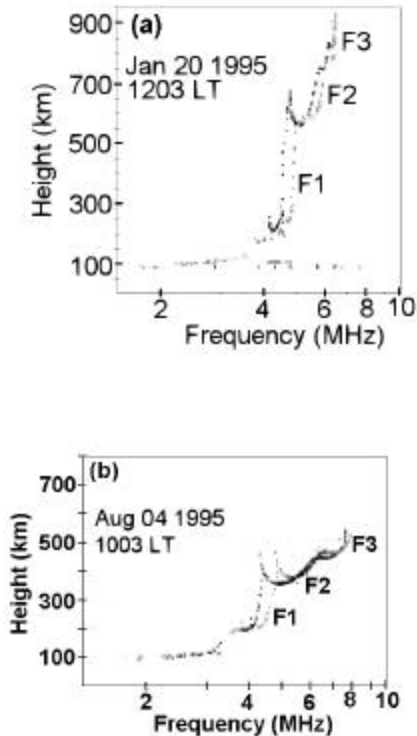 (a)
Jan 20 1995
1203 LT
F3
F2
F1
900
700
500
300
100
Height (km)
2
4
6
10
Frequency (MHz)
(b)
Aug 04 1995
1003 LT
F3
F2
F1
700
500
300
100
Height (km)
2
4
6
8
10
Frequency (MHz)